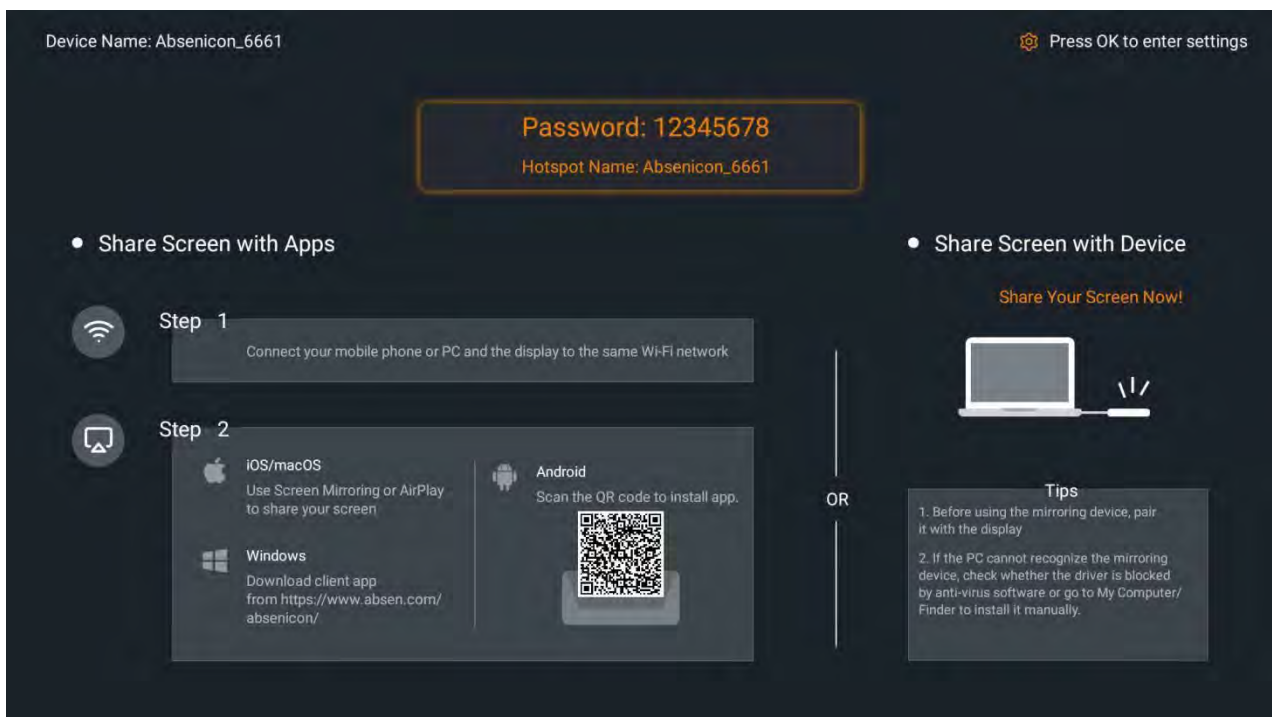 Device Name: Absenicon_6661
Press OK to enter settings
Password: 12345678
Hotspot Name: Absenicon_6661
Share Screen with Apps
Step 1
Connect your mobile phone or PC and the display to the same Wi-Fi network
Step 2
iOS/macOS
Use Screen Mirroring or AirPlay
to share your screen
Windows
Download client app
from https://www.absen.com/
absenicon/
Android
Scan the QR code to install app.
OR
Share Screen with Device
Share Your Screen Now!
Tips
1. Before using the mirroring device, pair
it with the display
2. If the PC cannot recognize the mirroring
device, check whether the driver is blocked
by anti-virus software or go to My Computer/
Finder to install it manually.